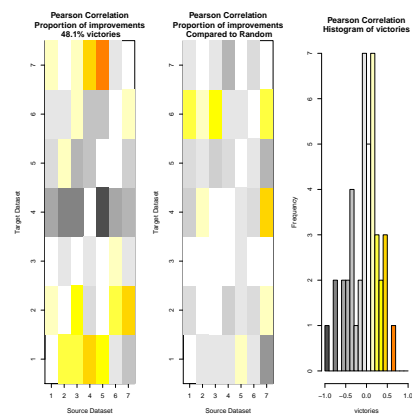 Pearson Correlation
Proportion of improvements
48.1% victories
Target Dataset
7
6
5
4
3
2
1
1 2 3 4 5 6 7
Source Dataset
Pearson Correlation
Proportion of improvements
Compared to Random
Target Dataset
7
6
5
4
3
2
1
1 2 3 4 5 6 7
Source Dataset
Pearson Correlation
Histogram of victories
Frequency
7
6
5
4
3
2
1
0
−1.0 −0.5 0.0 0.5 1.0
victories